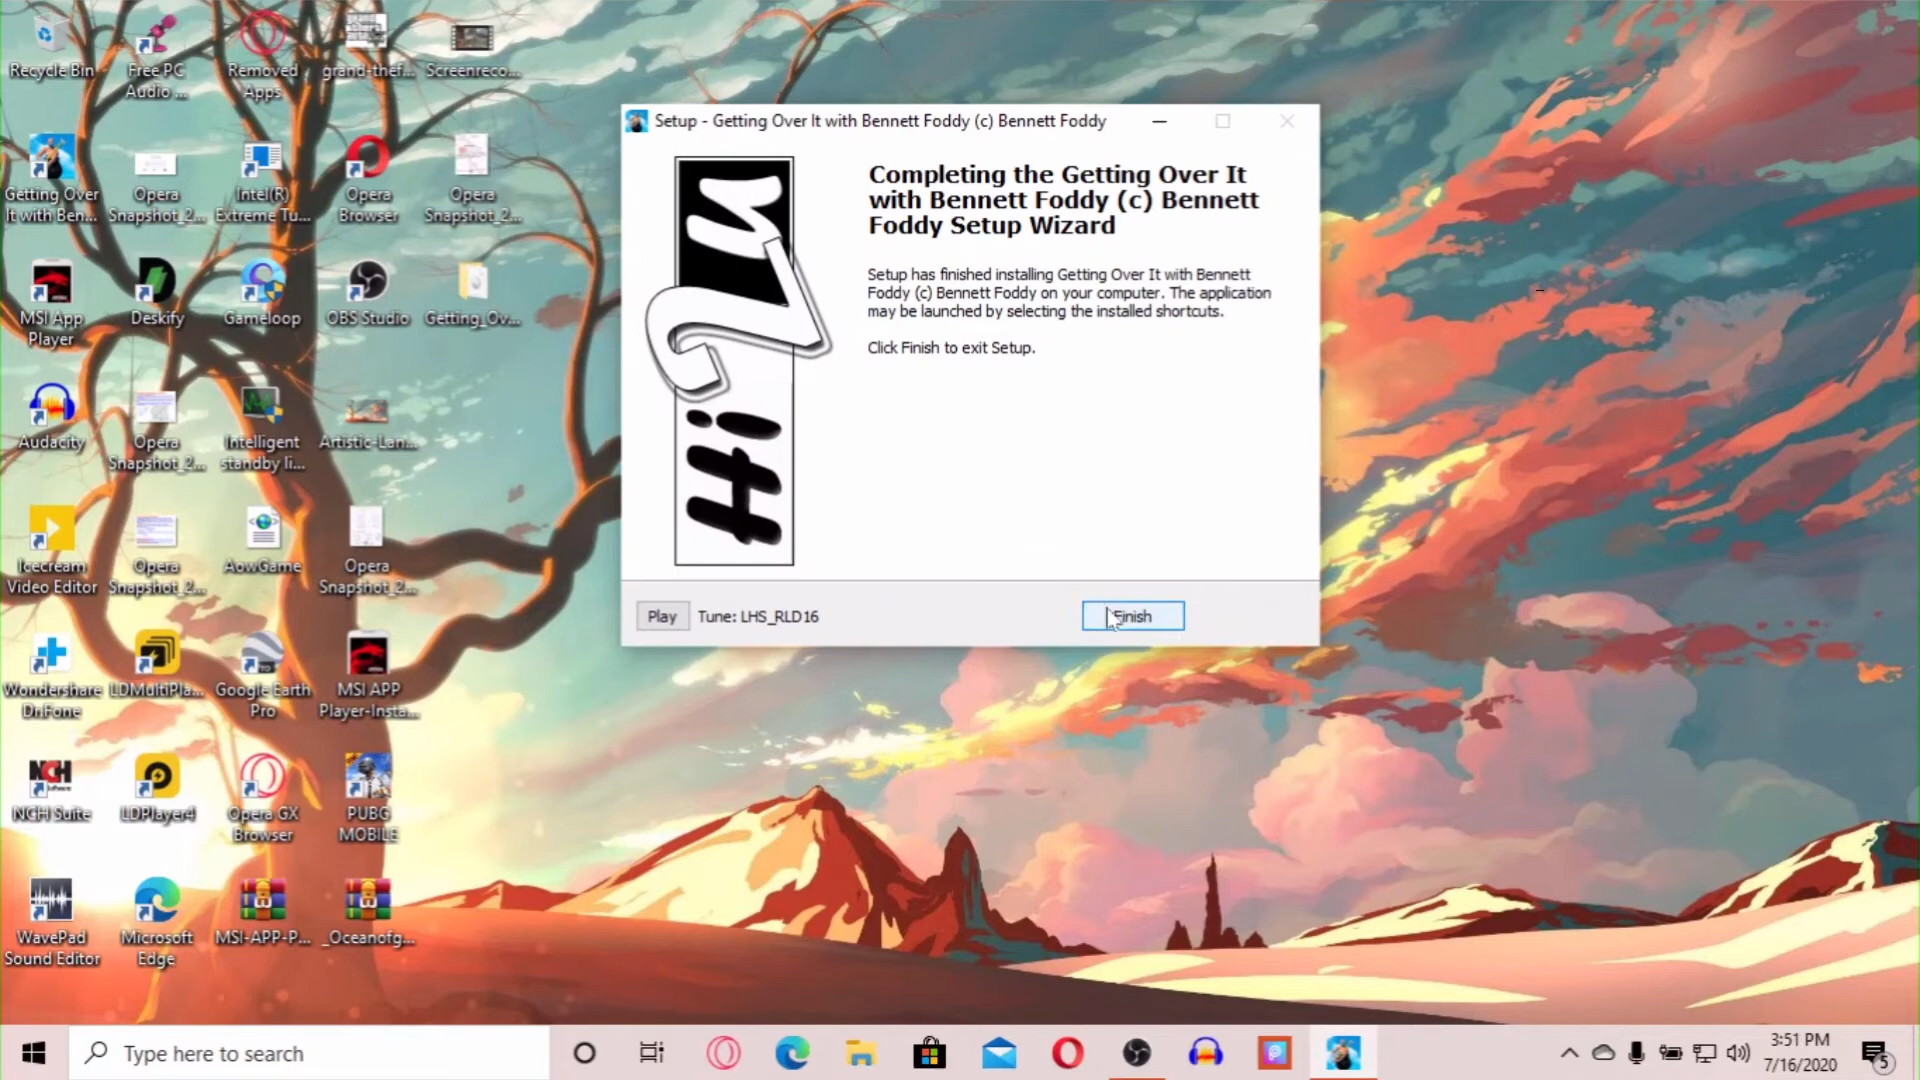 Recycle Bin
Free PC
Audio ...
Removed
Apps
grand-thef...
Screenreco...
Getting Over
It with Ben...
Opera
Snapshot_2...
Intel(R)
Extreme Tu...
Opera
Browser
Opera
Snapshot_2...
MSI App
Player
Deskify
Gameloop
OBS Studio
Getting_Ov...
Audacity
Opera
Snapshot_2...
Intelligent
standby li...
Artistic-Lan...
Icecream
Video Editor
Opera
Snapshot_2...
AowGame
Opera
Snapshot_2...
Wondershare
Dr.Fone
LDMultiPla...
Google Earth
Pro
MSI APP
Player-Insta...
NCH
NCH Suite
LDPlayer4
Opera GX
Browser
PUBG
MOBILE
WavePad
Sound Editor
Microsoft
Edge
MSI-APP-P...
_Oceanofg...
Setup - Getting Over It with Bennett Foddy (c) Bennett Foddy
Hi 2 U
Completing the Getting Over It
with Bennett Foddy (c) Bennett
Foddy Setup Wizard
Setup has finished installing Getting Over It with Bennett
Foddy (c) Bennett Foddy on your computer. The application
may be launched by selecting the installed shortcuts.
Click Finish to exit Setup.
Play
Tune: LHS_RLD16
Finish
Type here to search
3:51 PM
7/16/2020
5